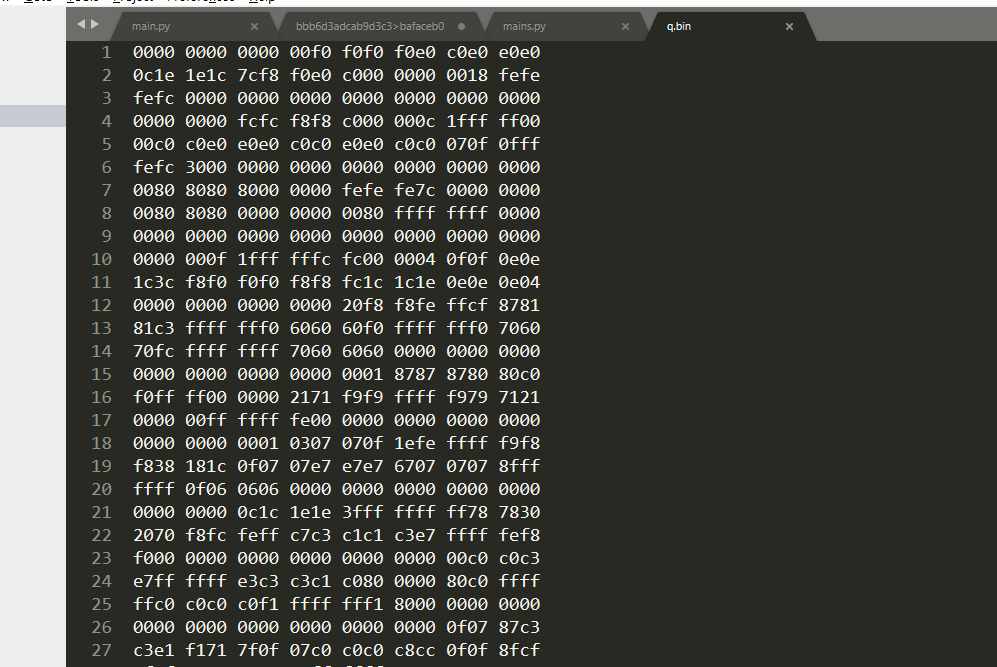 main.py × bbb6d3adcab9d3c3>bafaceb0 ● mains.py × q.bin ×
1 0000 0000 0000 00f0 f0f0 f0e0 c0e0 e0e0
2 0c1e 1e1c 7cf8 f0e0 c000 0000 0018 fefe
3 fefc 0000 0000 0000 0000 0000 0000 0000
4 0000 0000 fcfc f8f8 c000 000c 1fff ff00
5 00c0 c0e0 e0e0 c0c0 e0e0 c0c0 070f 0fff
6 fefc 3000 0000 0000 0000 0000 0000 0000
7 0080 8080 8000 0000 fefe fe7c 0000 0000
8 0080 8080 0000 0000 0080 ffff ffff 0000
9 0000 0000 0000 0000 0000 0000 0000 0000
10 0000 000f 1fff fffc fc00 0004 0f0f 0e0e
11 1c3c f8f0 f0f0 f8f8 fc1c 1c1e 0e0e 0e04
12 0000 0000 0000 0000 20f8 f8fe ffcf 8781
13 81c3 ffff fff0 6060 60f0 ffff fff0 7060
14 70fc ffff ffff 7060 6060 0000 0000 0000
15 0000 0000 0000 0000 0001 8787 8780 80c0
16 f0ff ff00 0000 2171 f9f9 ffff f979 7121
17 0000 00ff ffff fe00 0000 0000 0000 0000
18 0000 0000 0001 0307 070f 1efe ffff f9f8
19 f838 181c 0f07 07e7 e7e7 6707 0707 8fff
20 ffff 0f06 0606 0000 0000 0000 0000 0000
21 0000 0000 0c1c 1e1e 3fff ffff ff78 7830
22 2070 f8fc feff c7c3 c1c1 c3e7 ffff fef8
23 f000 0000 0000 0000 0000 0000 00c0 c0c3
24 e7ff ffff e3c3 c3c1 c080 0000 80c0 ffff
25 ffc0 c0c0 c0f1 ffff fff1 8000 0000 0000
26 0000 0000 0000 0000 0000 0000 0f07 87c3
27 c3e1 f171 7f0f 07c0 c0c0 c8cc 0f0f 8fcf